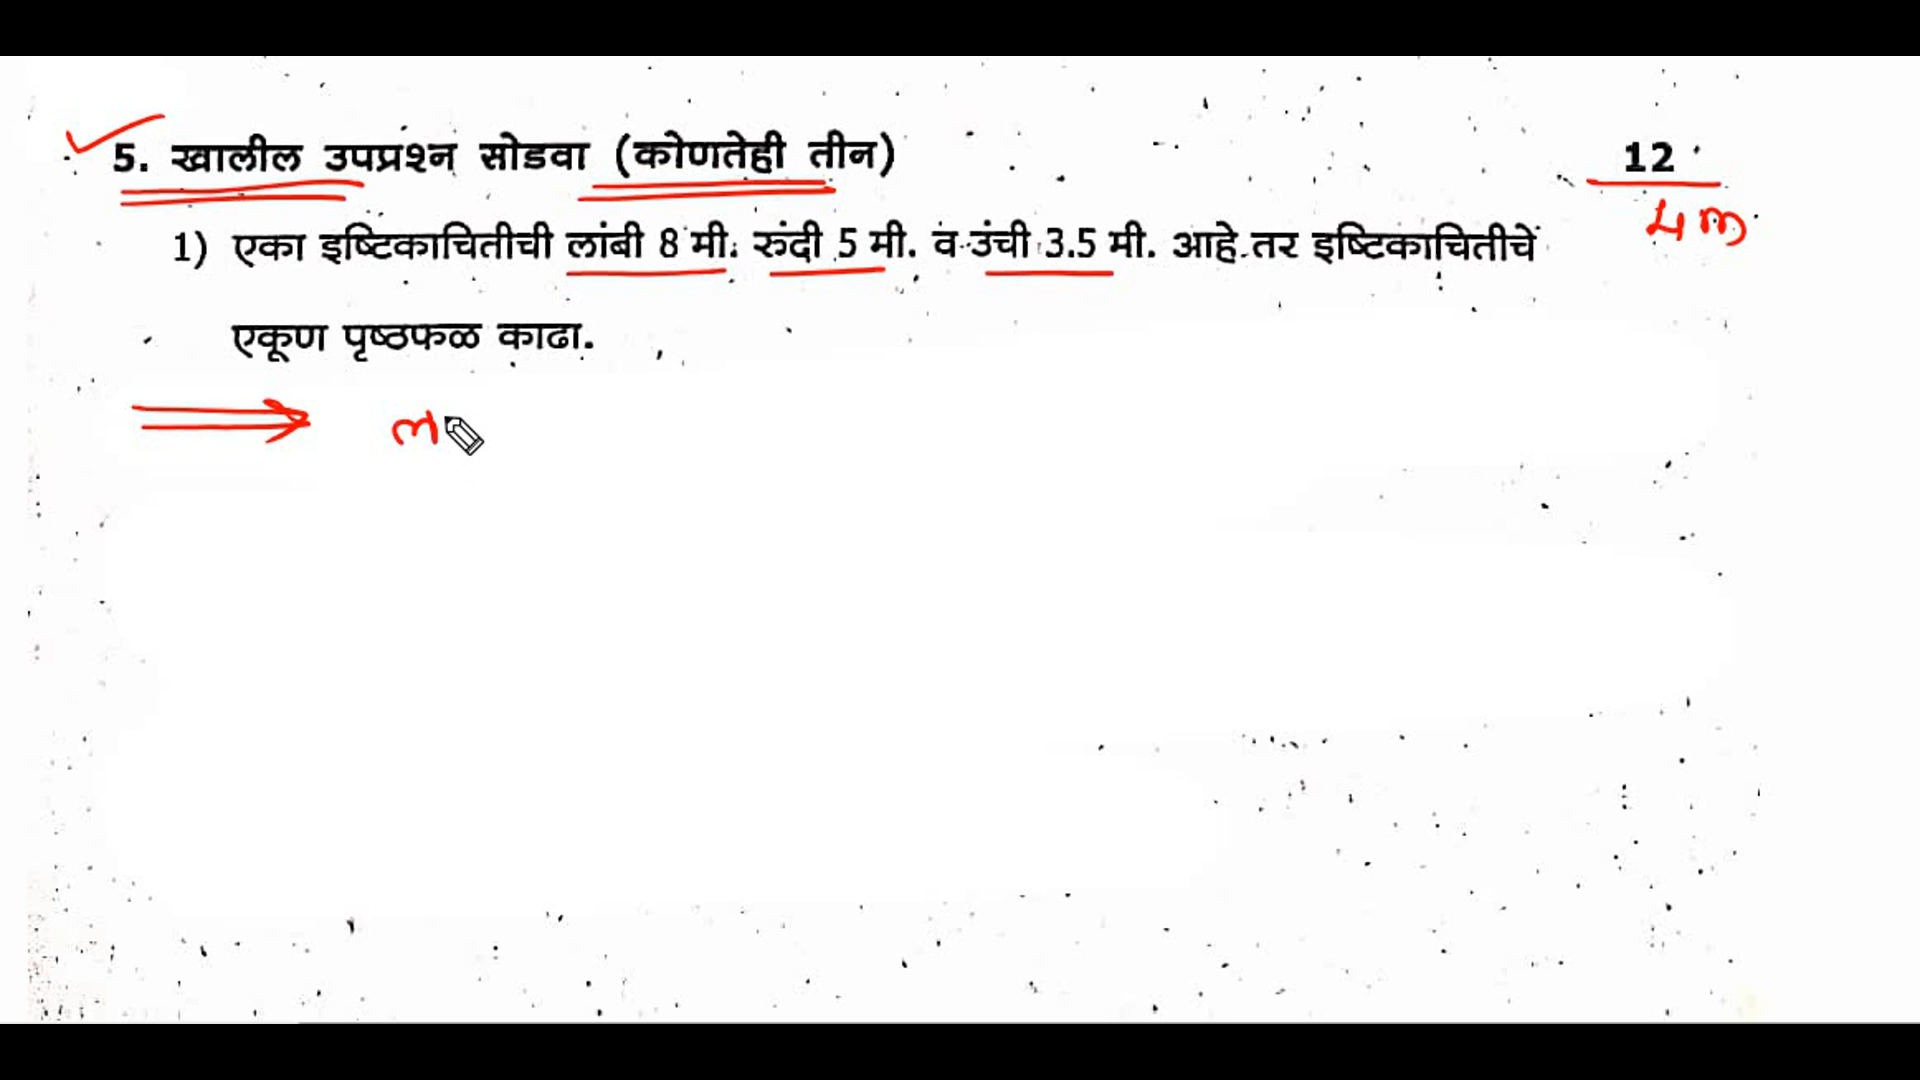 5. खालील उपप्रश्न सोडवा (कोणतेही तीन) 12
4m
1) एका इष्टिकाचितीची लांबी 8 मी. रुंदी 5 मी. व उंची 3.5 मी. आहे तर इष्टिकाचितीचें
एकूण पृष्ठफळ काढा.
ल